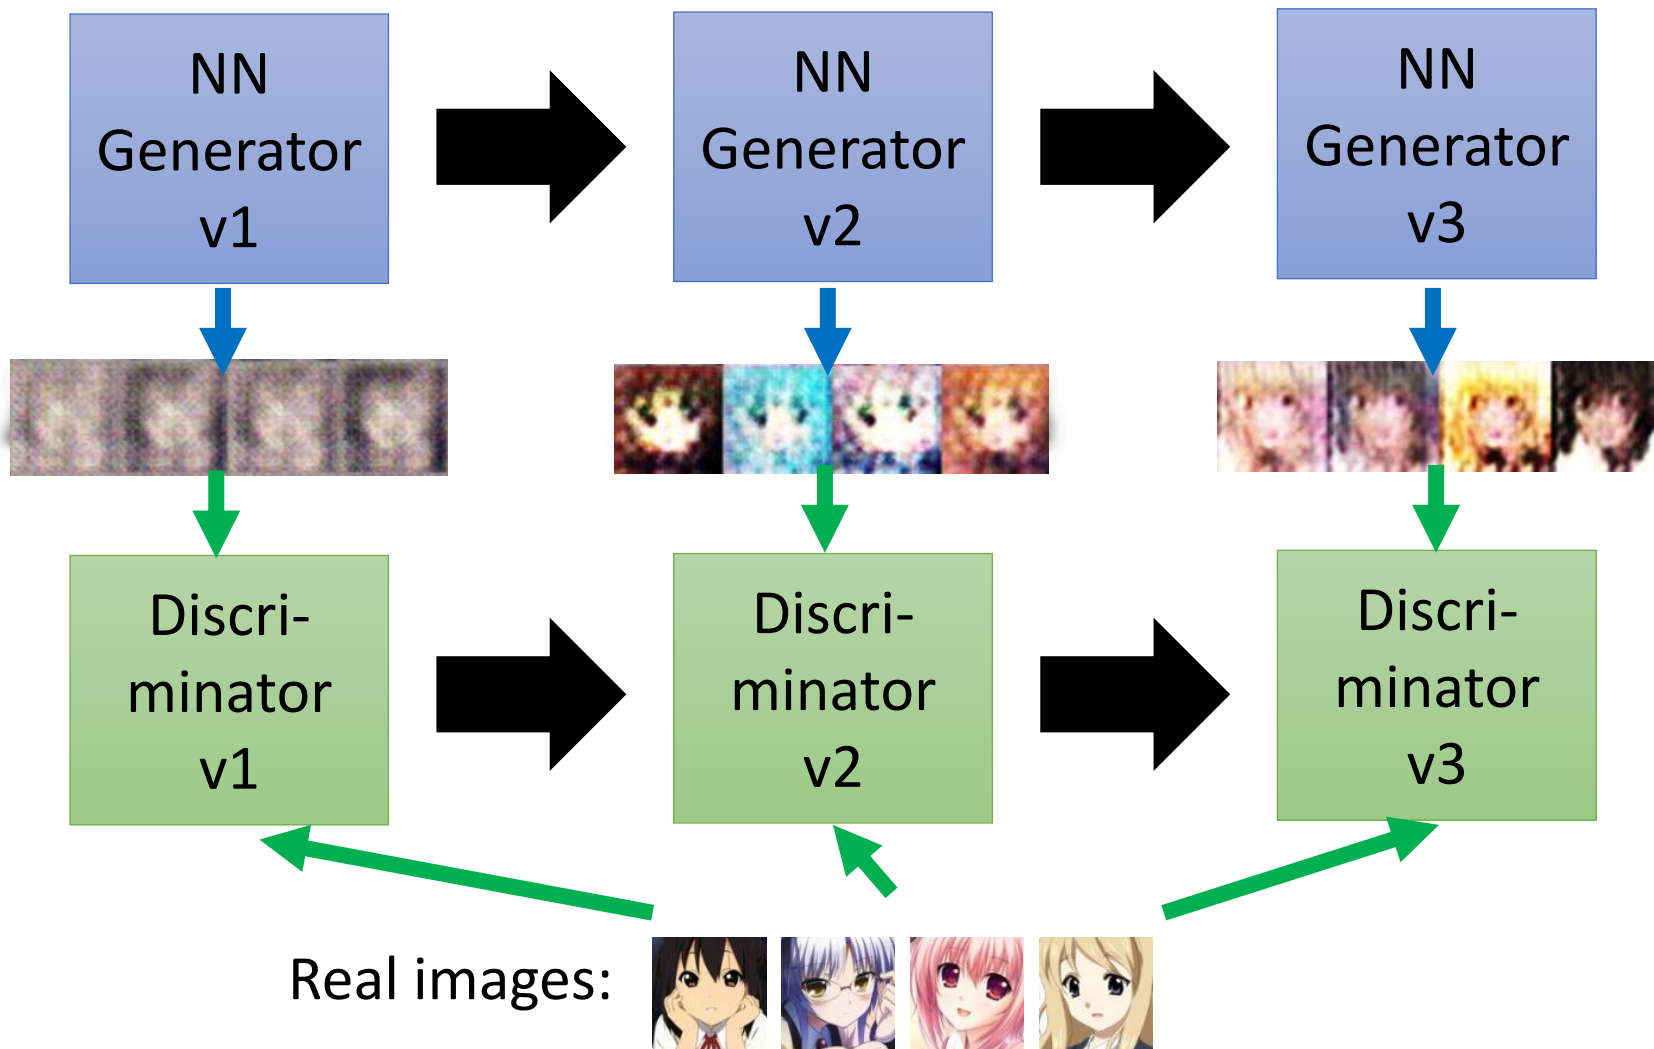 NN
Generator
v1
NN
Generator
v2
NN
Generator
v3
Discri-
minator
v1
Discri-
minator
v2
Discri-
minator
v3
Real images: